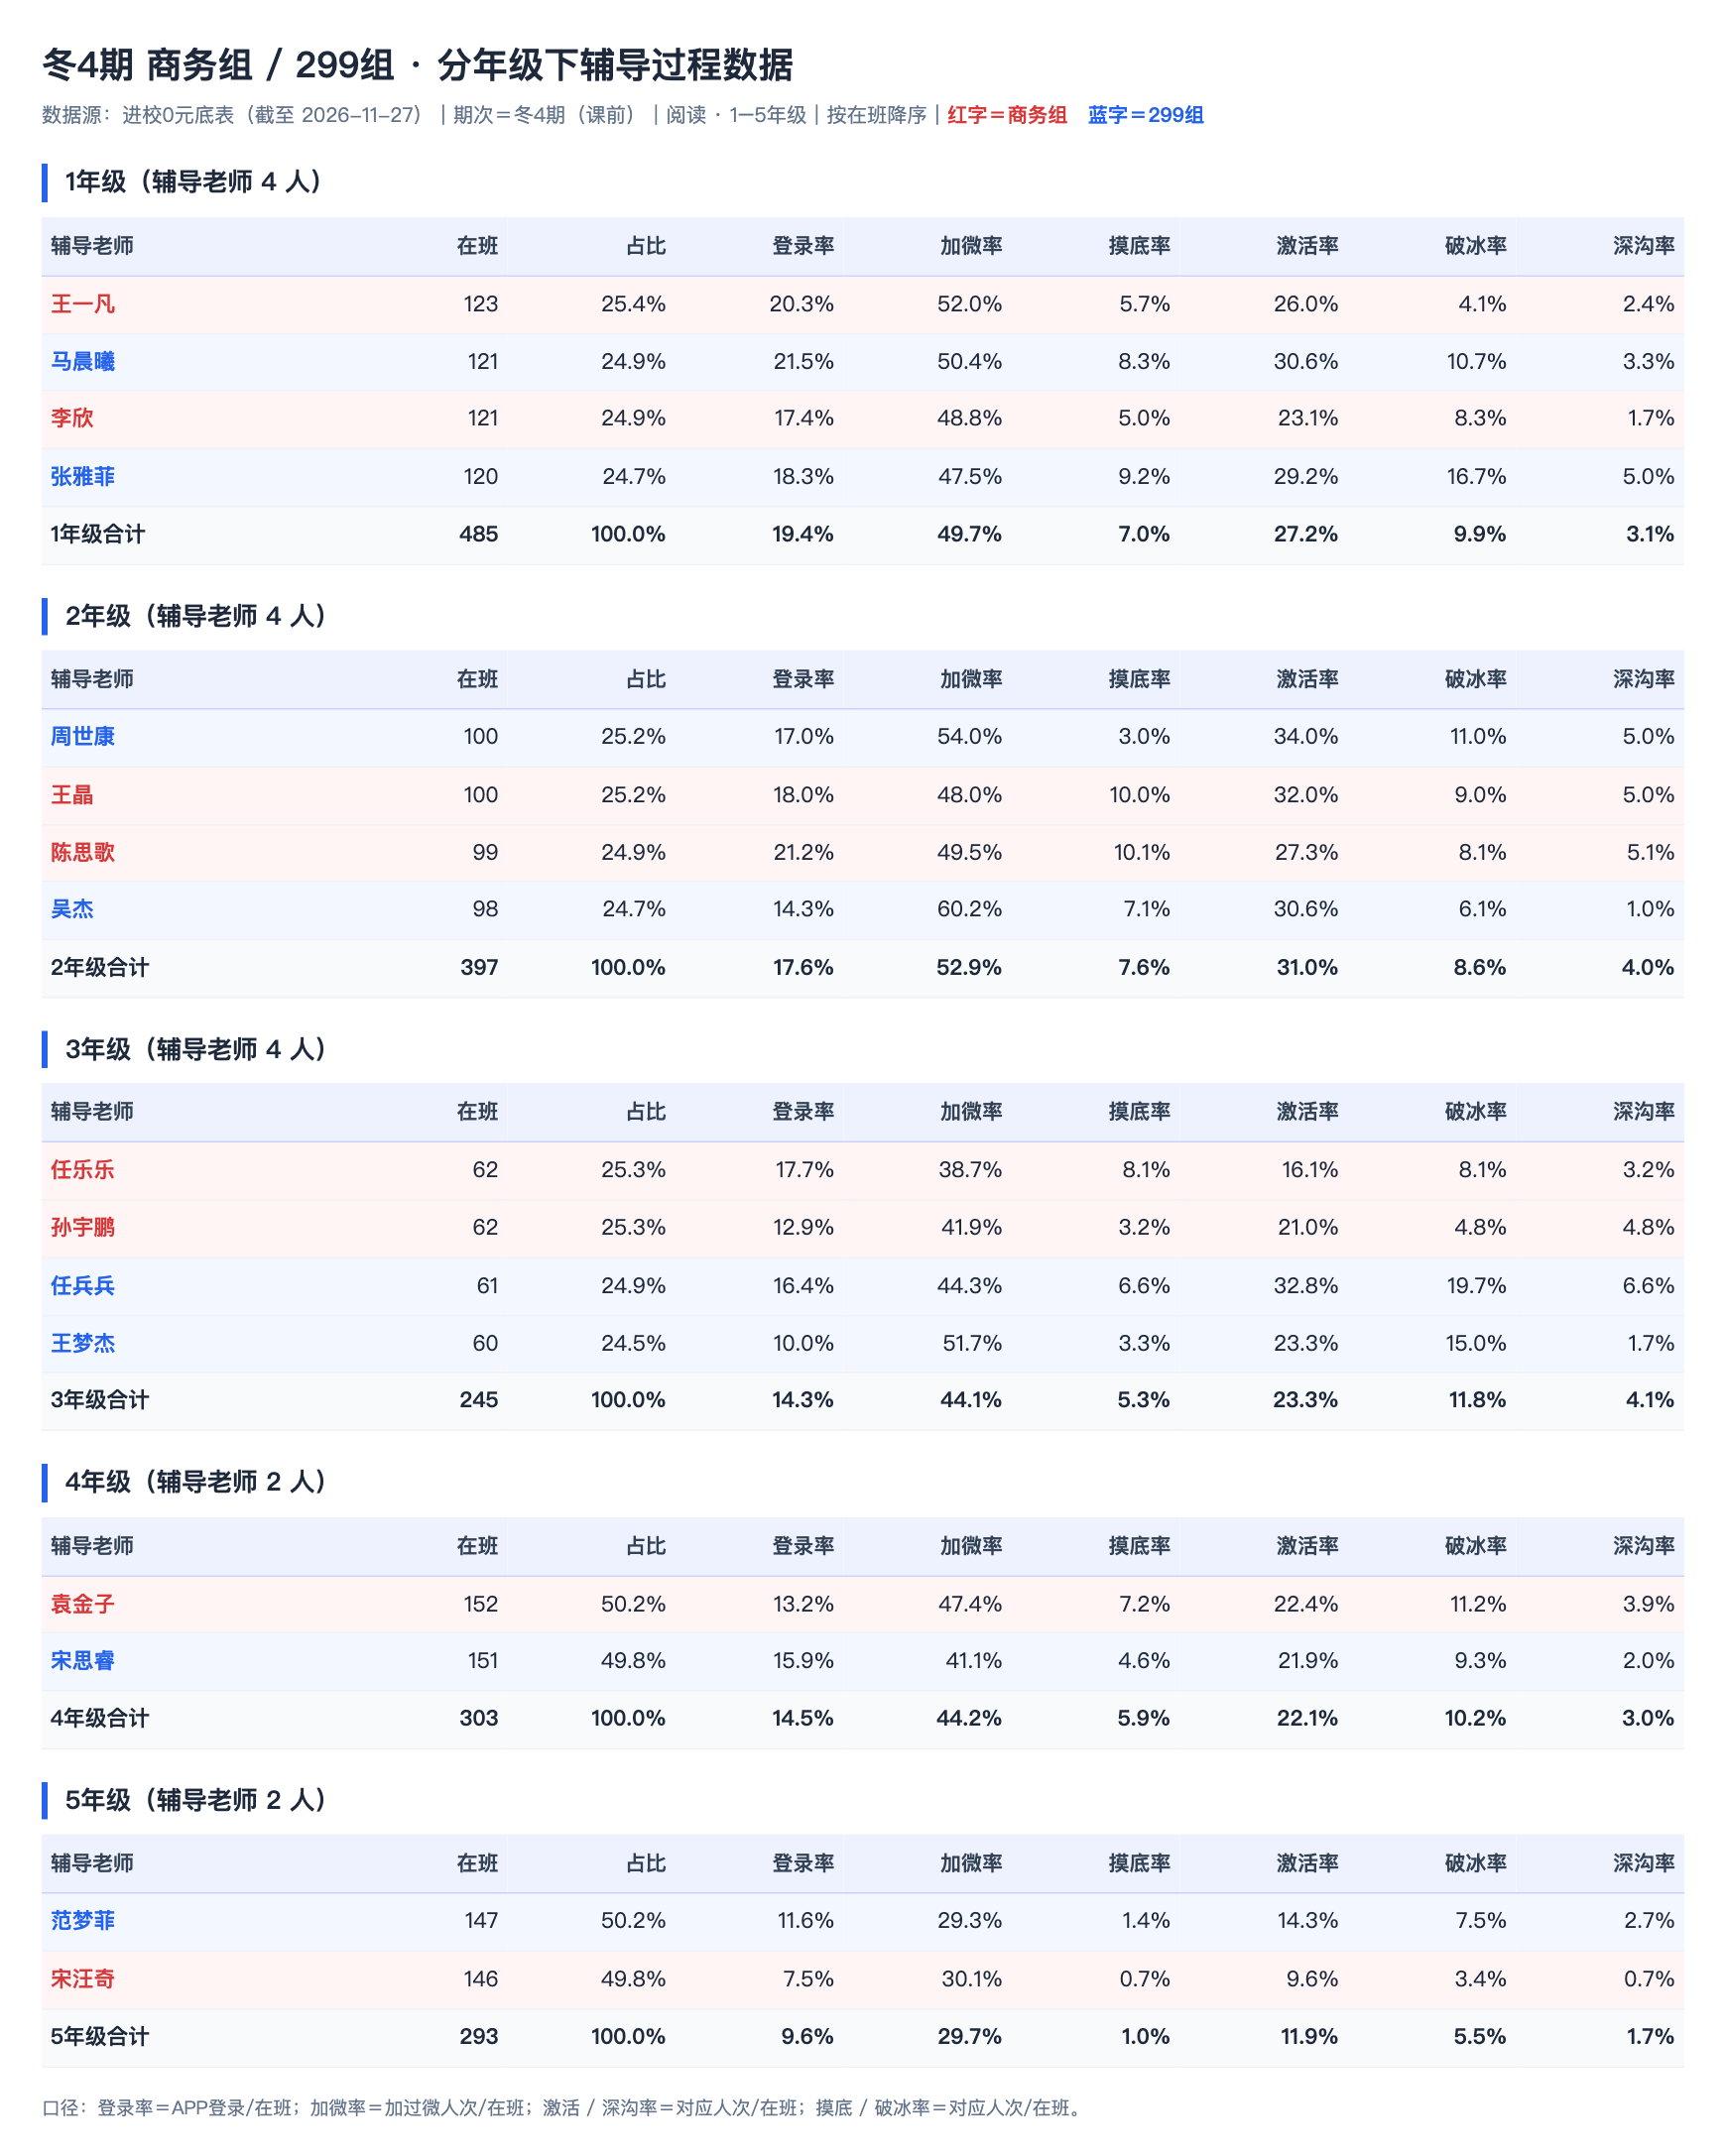 冬4期 商务组 / 299组 · 分年级下辅导过程数据
数据源：进校0元底表（截至 2026-11-27）｜期次＝冬4期（课前）｜阅读 · 1–5年级｜按在班降序｜红字＝商务组 蓝字＝299组
1年级（辅导老师 4 人）
辅导老师 在班 占比 登录率 加微率 摸底率 激活率 破冰率 深沟率
王一凡 123 25.4% 20.3% 52.0% 5.7% 26.0% 4.1% 2.4%
马晨曦 121 24.9% 21.5% 50.4% 8.3% 30.6% 10.7% 3.3%
李欣 121 24.9% 17.4% 48.8% 5.0% 23.1% 8.3% 1.7%
张雅菲 120 24.7% 18.3% 47.5% 9.2% 29.2% 16.7% 5.0%
1年级合计 485 100.0% 19.4% 49.7% 7.0% 27.2% 9.9% 3.1%
2年级（辅导老师 4 人）
辅导老师 在班 占比 登录率 加微率 摸底率 激活率 破冰率 深沟率
周世康 100 25.2% 17.0% 54.0% 3.0% 34.0% 11.0% 5.0%
王晶 100 25.2% 18.0% 48.0% 10.0% 32.0% 9.0% 5.0%
陈思歌 99 24.9% 21.2% 49.5% 10.1% 27.3% 8.1% 5.1%
吴杰 98 24.7% 14.3% 60.2% 7.1% 30.6% 6.1% 1.0%
2年级合计 397 100.0% 17.6% 52.9% 7.6% 31.0% 8.6% 4.0%
3年级（辅导老师 4 人）
辅导老师 在班 占比 登录率 加微率 摸底率 激活率 破冰率 深沟率
任乐乐 62 25.3% 17.7% 38.7% 8.1% 16.1% 8.1% 3.2%
孙宇鹏 62 25.3% 12.9% 41.9% 3.2% 21.0% 4.8% 4.8%
任兵兵 61 24.9% 16.4% 44.3% 6.6% 32.8% 19.7% 6.6%
王梦杰 60 24.5% 10.0% 51.7% 3.3% 23.3% 15.0% 1.7%
3年级合计 245 100.0% 14.3% 44.1% 5.3% 23.3% 11.8% 4.1%
4年级（辅导老师 2 人）
辅导老师 在班 占比 登录率 加微率 摸底率 激活率 破冰率 深沟率
袁金子 152 50.2% 13.2% 47.4% 7.2% 22.4% 11.2% 3.9%
宋思睿 151 49.8% 15.9% 41.1% 4.6% 21.9% 9.3% 2.0%
4年级合计 303 100.0% 14.5% 44.2% 5.9% 22.1% 10.2% 3.0%
5年级（辅导老师 2 人）
辅导老师 在班 占比 登录率 加微率 摸底率 激活率 破冰率 深沟率
范梦菲 147 50.2% 11.6% 29.3% 1.4% 14.3% 7.5% 2.7%
宋汪奇 146 49.8% 7.5% 30.1% 0.7% 9.6% 3.4% 0.7%
5年级合计 293 100.0% 9.6% 29.7% 1.0% 11.9% 5.5% 1.7%
口径：登录率＝APP登录/在班；加微率＝加过微人次/在班；激活 / 深沟率＝对应人次/在班；摸底 / 破冰率＝对应人次/在班。